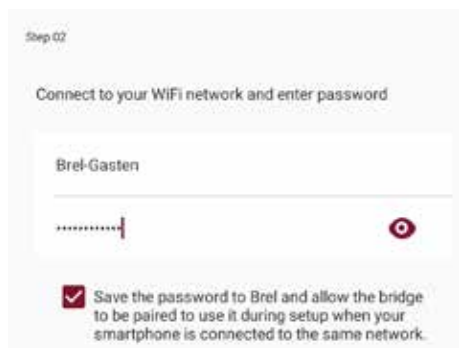 Step 02
Connect to your WiFi network and enter password
Brel-Gasten
············
Save the password to Brel and allow the bridge
to be paired to use it during setup when your
smartphone is connected to the same network.